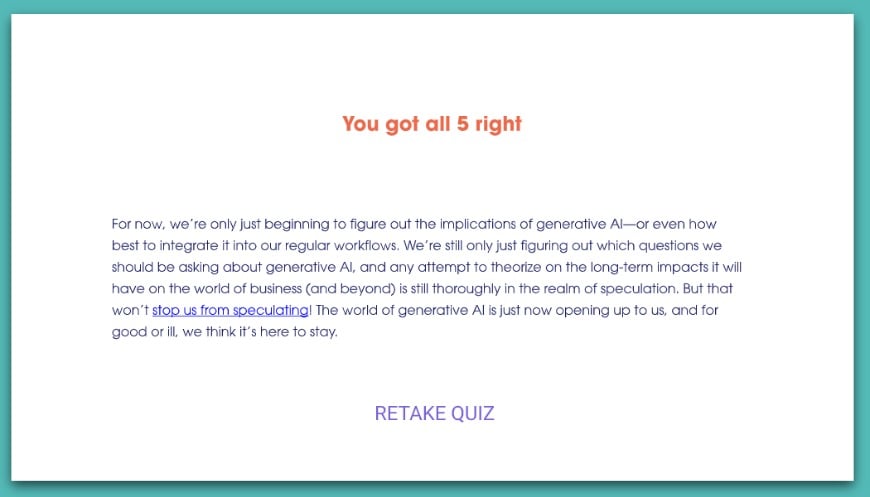 You got all 5 right
For now, we’re only just beginning to figure out the implications of generative AI—or even how
best to integrate it into our regular workflows. We’re still only just figuring out which questions we
should be asking about generative AI, and any attempt to theorize on the long-term impacts it will
have on the world of business (and beyond) is still thoroughly in the realm of speculation. But that
won’t stop us from speculating! The world of generative AI is just now opening up to us, and for
good or ill, we think it’s here to stay.
RETAKE QUIZ